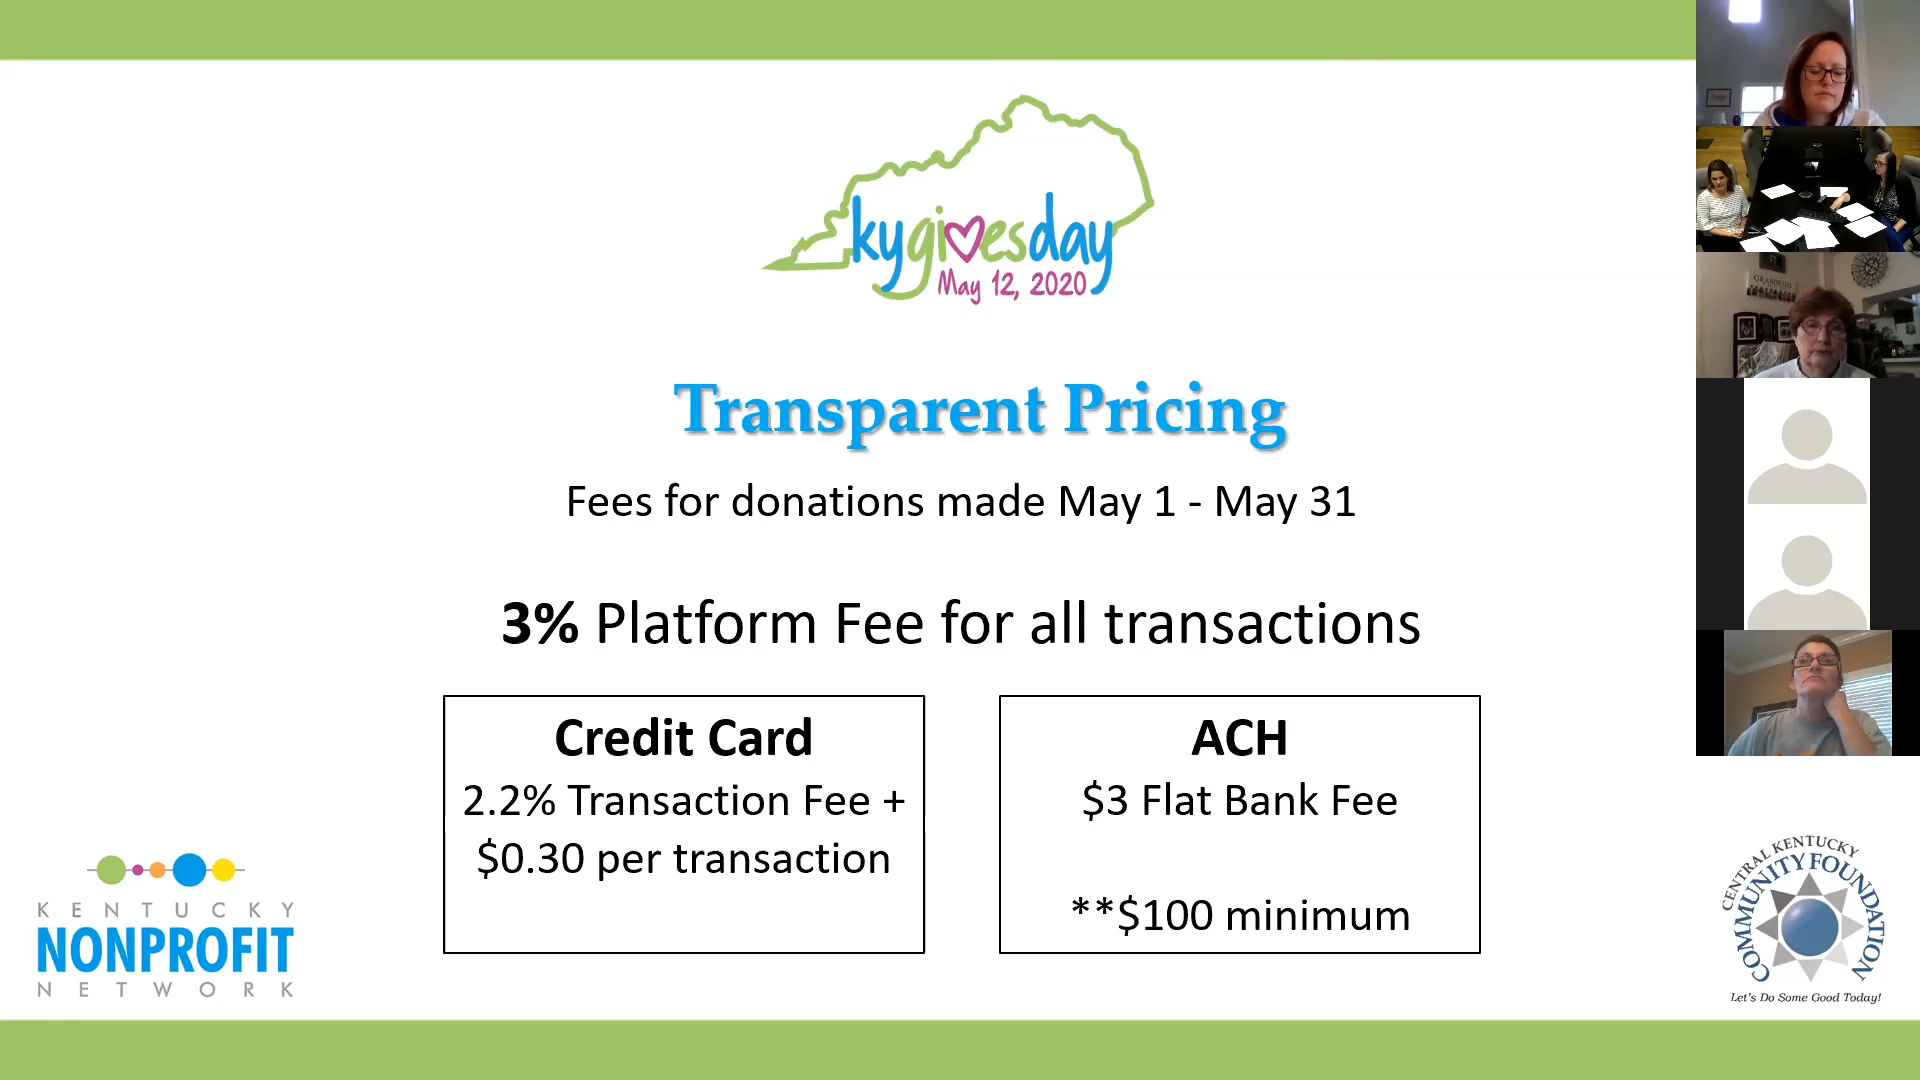 kygivesday
May 12, 2020
Transparent Pricing
Fees for donations made May 1 - May 31
3% Platform Fee for all transactions
Credit Card
2.2% Transaction Fee +
$0.30 per transaction
ACH
$3 Flat Bank Fee
**$100 minimum
KENTUCKY
NONPROFIT
NETWORK
CENTRAL KENTUCKY
COMMUNITY FOUNDATION
Let's Do Some Good Today!